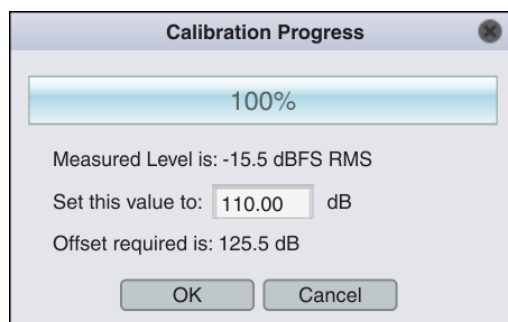 Calibration Progress
100%
Measured Level is: -15.5 dBFS RMS
Set this value to: 110.00 dB
Offset required is: 125.5 dB
OK Cancel